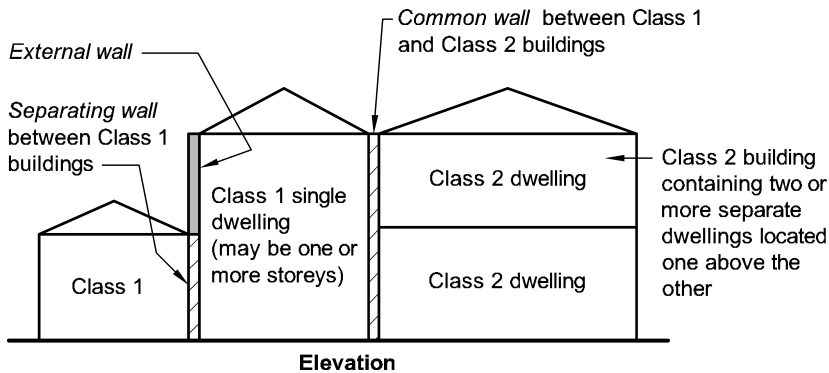 Common wall between Class 1
and Class 2 buildings
External wall
Separating wall
between Class 1
buildings
Class 1 single
dwelling
(may be one or
more storeys)
Class 2 dwelling
Class 2 building
containing two or
more separate
dwellings located
one above the
other
Class 1
Class 2 dwelling
Elevation